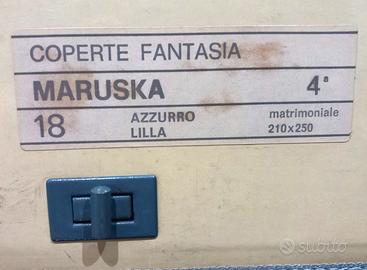 COPERTE FANTASIA
MARUSKA 4ª
18 AZZURRO matrimoniale
LILLA 210x250
subito